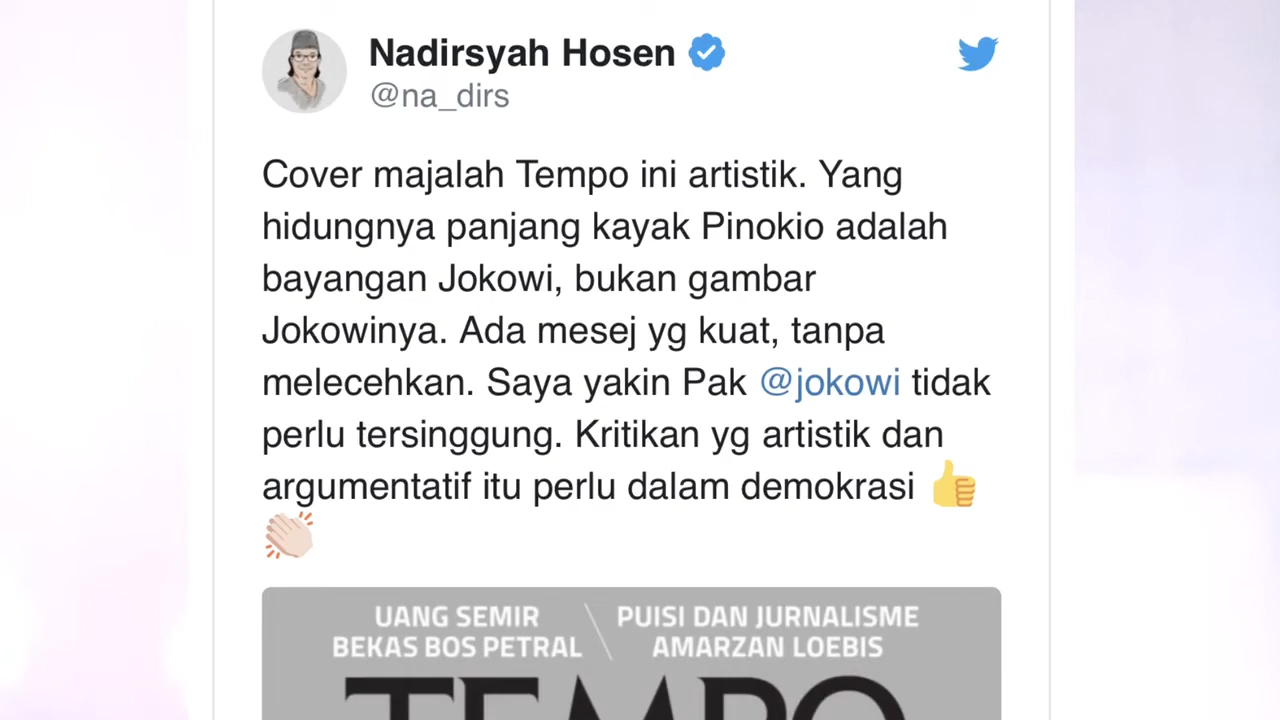 Nadirsyah Hosen
@na_dirs
Cover majalah Tempo ini artistik. Yang
hidungnya panjang kayak Pinokio adalah
bayangan Jokowi, bukan gambar
Jokowinya. Ada mesej yg kuat, tanpa
melecehkan. Saya yakin Pak @jokowi tidak
perlu tersinggung. Kritikan yg artistik dan
argumentatif itu perlu dalam demokrasi 👍
👏🏻
UANG SEMIR
BEKAS BOS PETRAL
PUISI DAN JURNALISME
AMARZAN LOEBIS
TEMPO